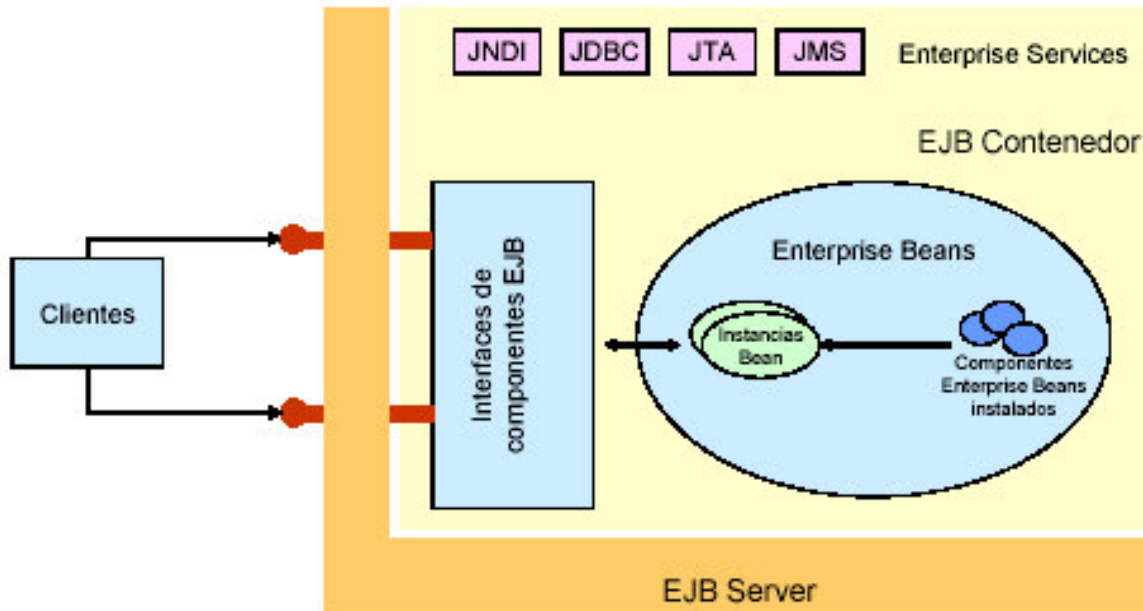 JNDI JDBC JTA JMS Enterprise Services
EJB Contenedor
Clientes
Interfaces de
componentes EJB
Enterprise Beans
Instancias
Bean
Componentes
Enterprise Beans
instalados
EJB Server